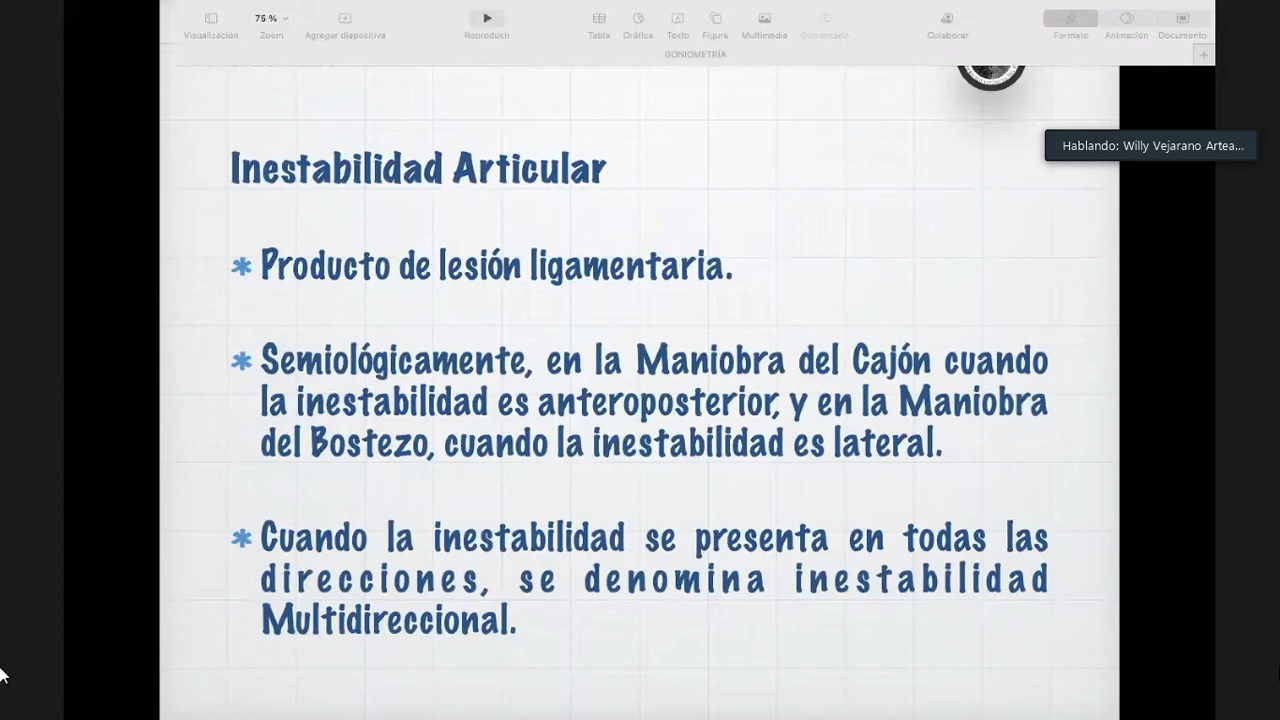 75 %
Visualización Zoom Agregar diapositiva Reproducir Tabla Gráfica Texto Figura Multimedia Comentario Colaborar Formato Animación Documento
GONIOMETRÍA
Hablando: Willy Vejarano Artea...
Inestabilidad Articular
* Producto de lesión ligamentaria.
* Semiológicamente, en la Maniobra del Cajón cuando
la inestabilidad es anteroposterior, y en la Maniobra
del Bostezo, cuando la inestabilidad es lateral.
* Cuando la inestabilidad se presenta en todas las
direcciones, se denomina inestabilidad
Multidireccional.